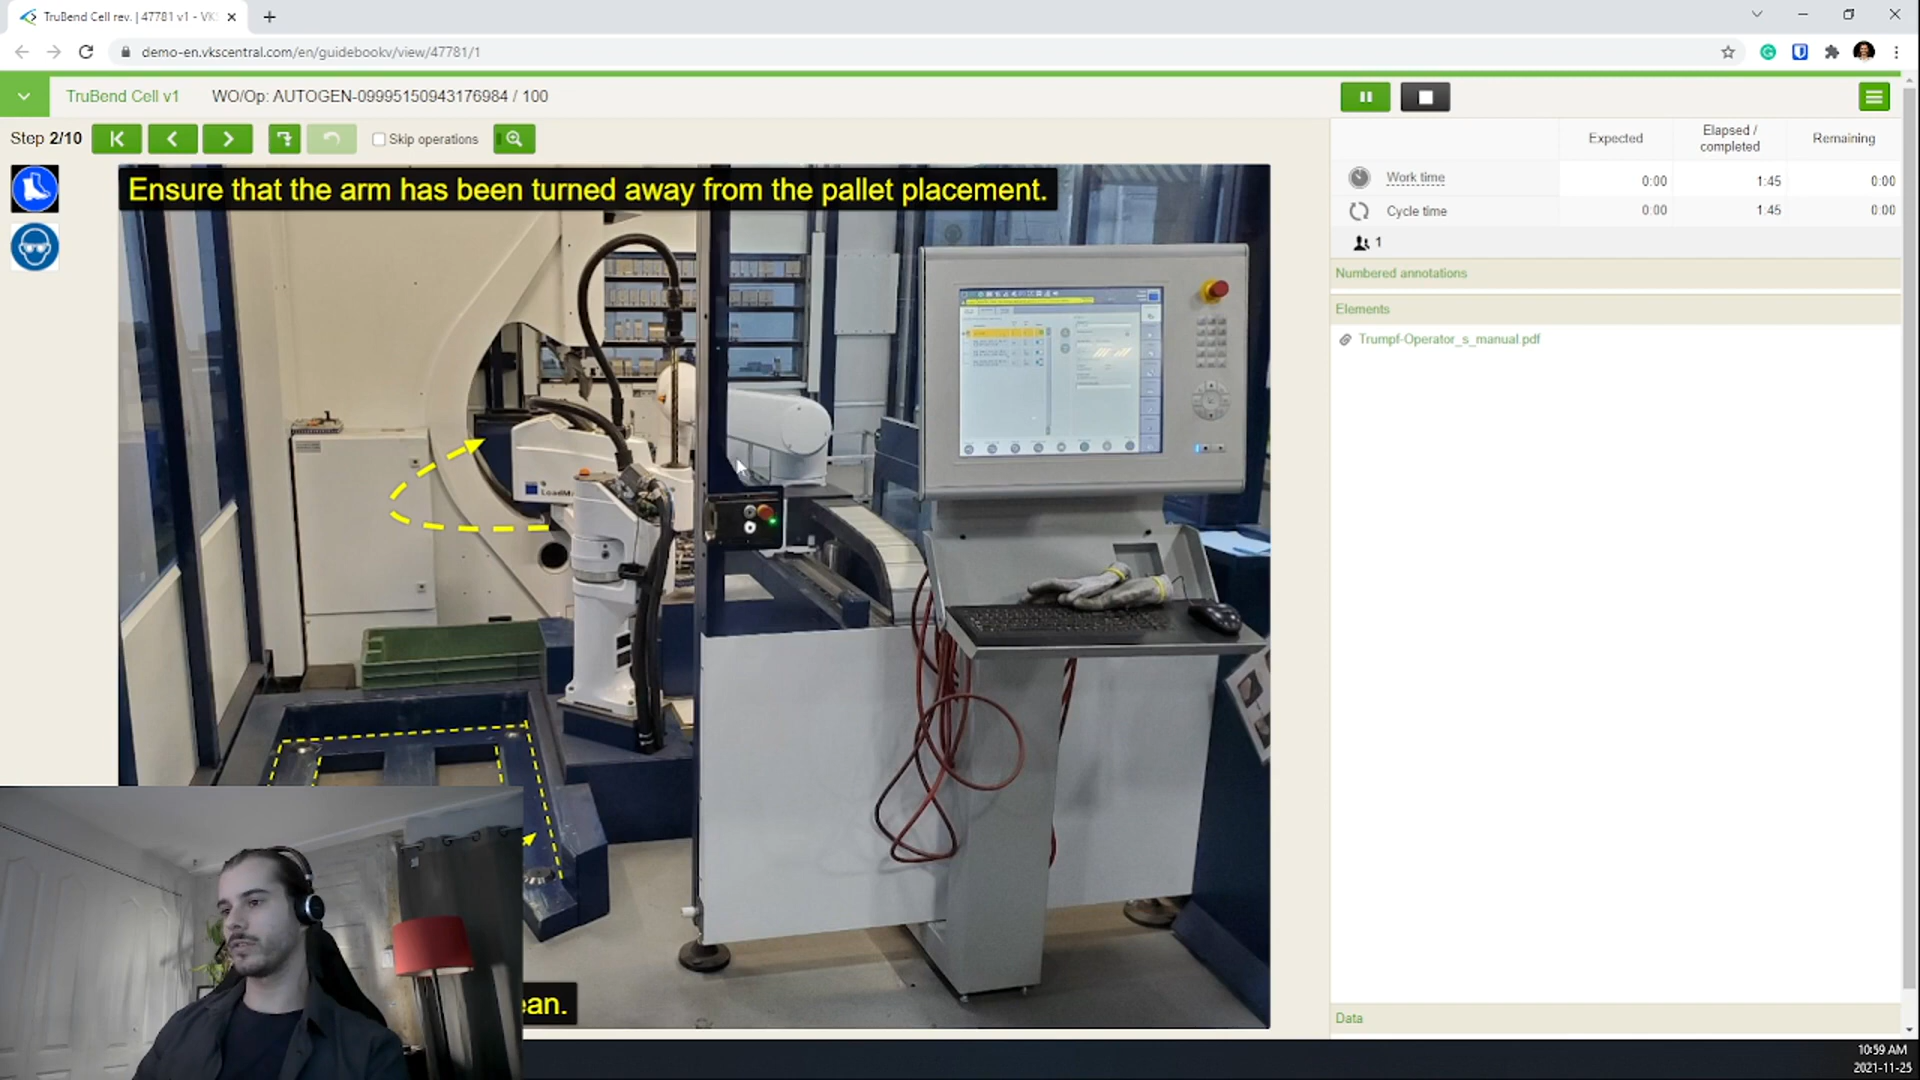 TruBend Cell rev. | 47781 v1 - VKS
demo-en.vkscentral.com/en/guidebookv/view/47781/1
TruBend Cell v1
WO/Op: AUTOGEN-09995150943176984 / 100
Step 2/10
Skip operations
Ensure that the arm has been turned away from the pallet placement.
Expected
Elapsed /
completed
Remaining
Work time
0:00
1:45
0:00
Cycle time
0:00
1:45
0:00
1
Numbered annotations
Elements
Trumpf-Operator_s_manual pdf
ean.
Data
10:59 AM
2021-11-25